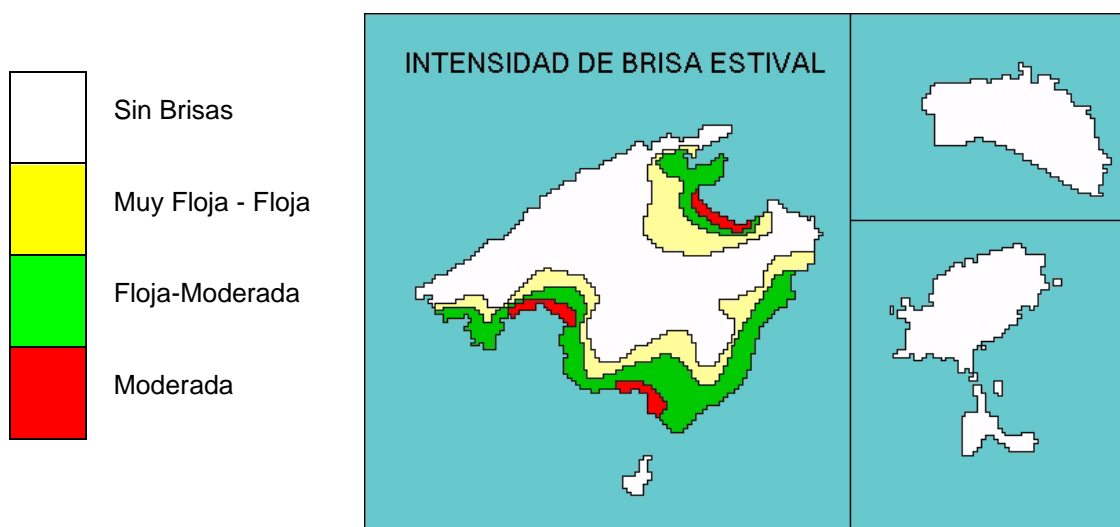 INTENSIDAD DE BRISA ESTIVAL
Sin Brisas
Muy Floja - Floja
Floja-Moderada
Moderada